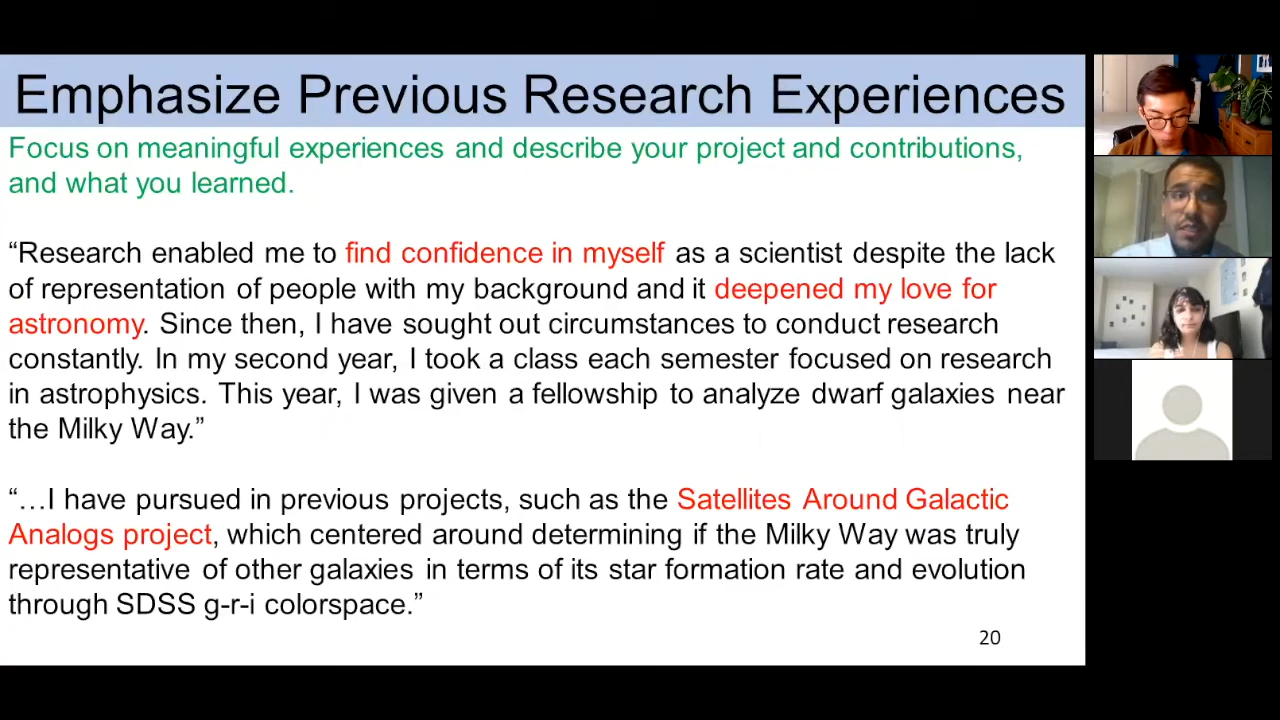 Emphasize Previous Research Experiences
Focus on meaningful experiences and describe your project and contributions,
and what you learned.
“Research enabled me to find confidence in myself as a scientist despite the lack
of representation of people with my background and it deepened my love for
astronomy. Since then, I have sought out circumstances to conduct research
constantly. In my second year, I took a class each semester focused on research
in astrophysics. This year, I was given a fellowship to analyze dwarf galaxies near
the Milky Way.”
“…I have pursued in previous projects, such as the Satellites Around Galactic
Analogs project, which centered around determining if the Milky Way was truly
representative of other galaxies in terms of its star formation rate and evolution
through SDSS g-r-i colorspace.”
20